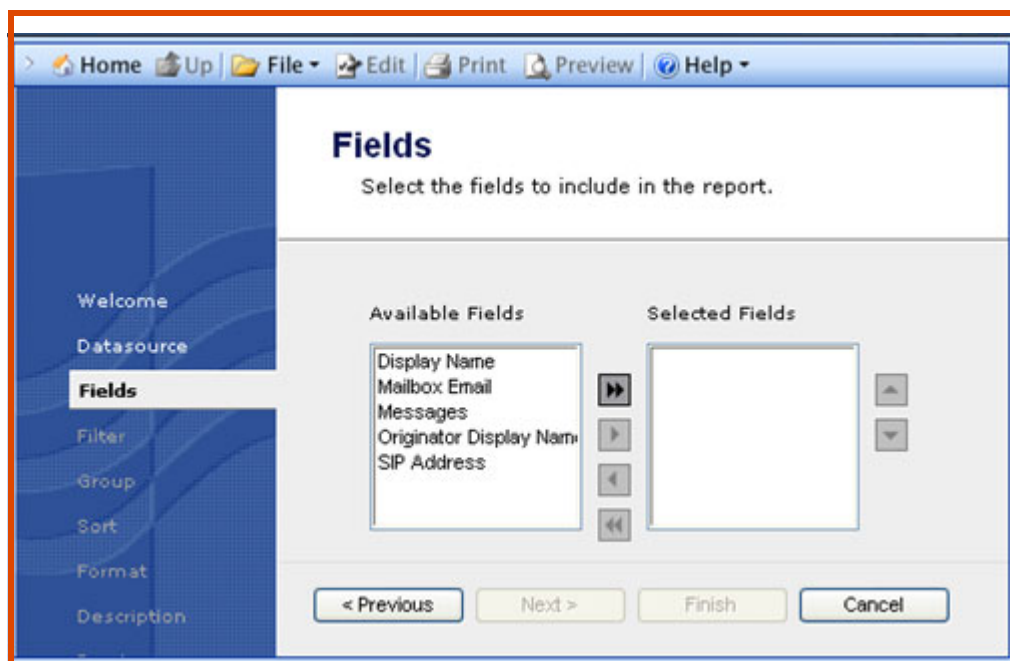 Home Up File Edit Print Preview Help
Fields
Select the fields to include in the report.
Welcome
Datasource
Fields
Filter
Group
Sort
Format
Description
Available Fields
Display Name
Mailbox Email
Messages
Originator Display Nam
SIP Address
Selected Fields
< Previous
Next >
Finish
Cancel